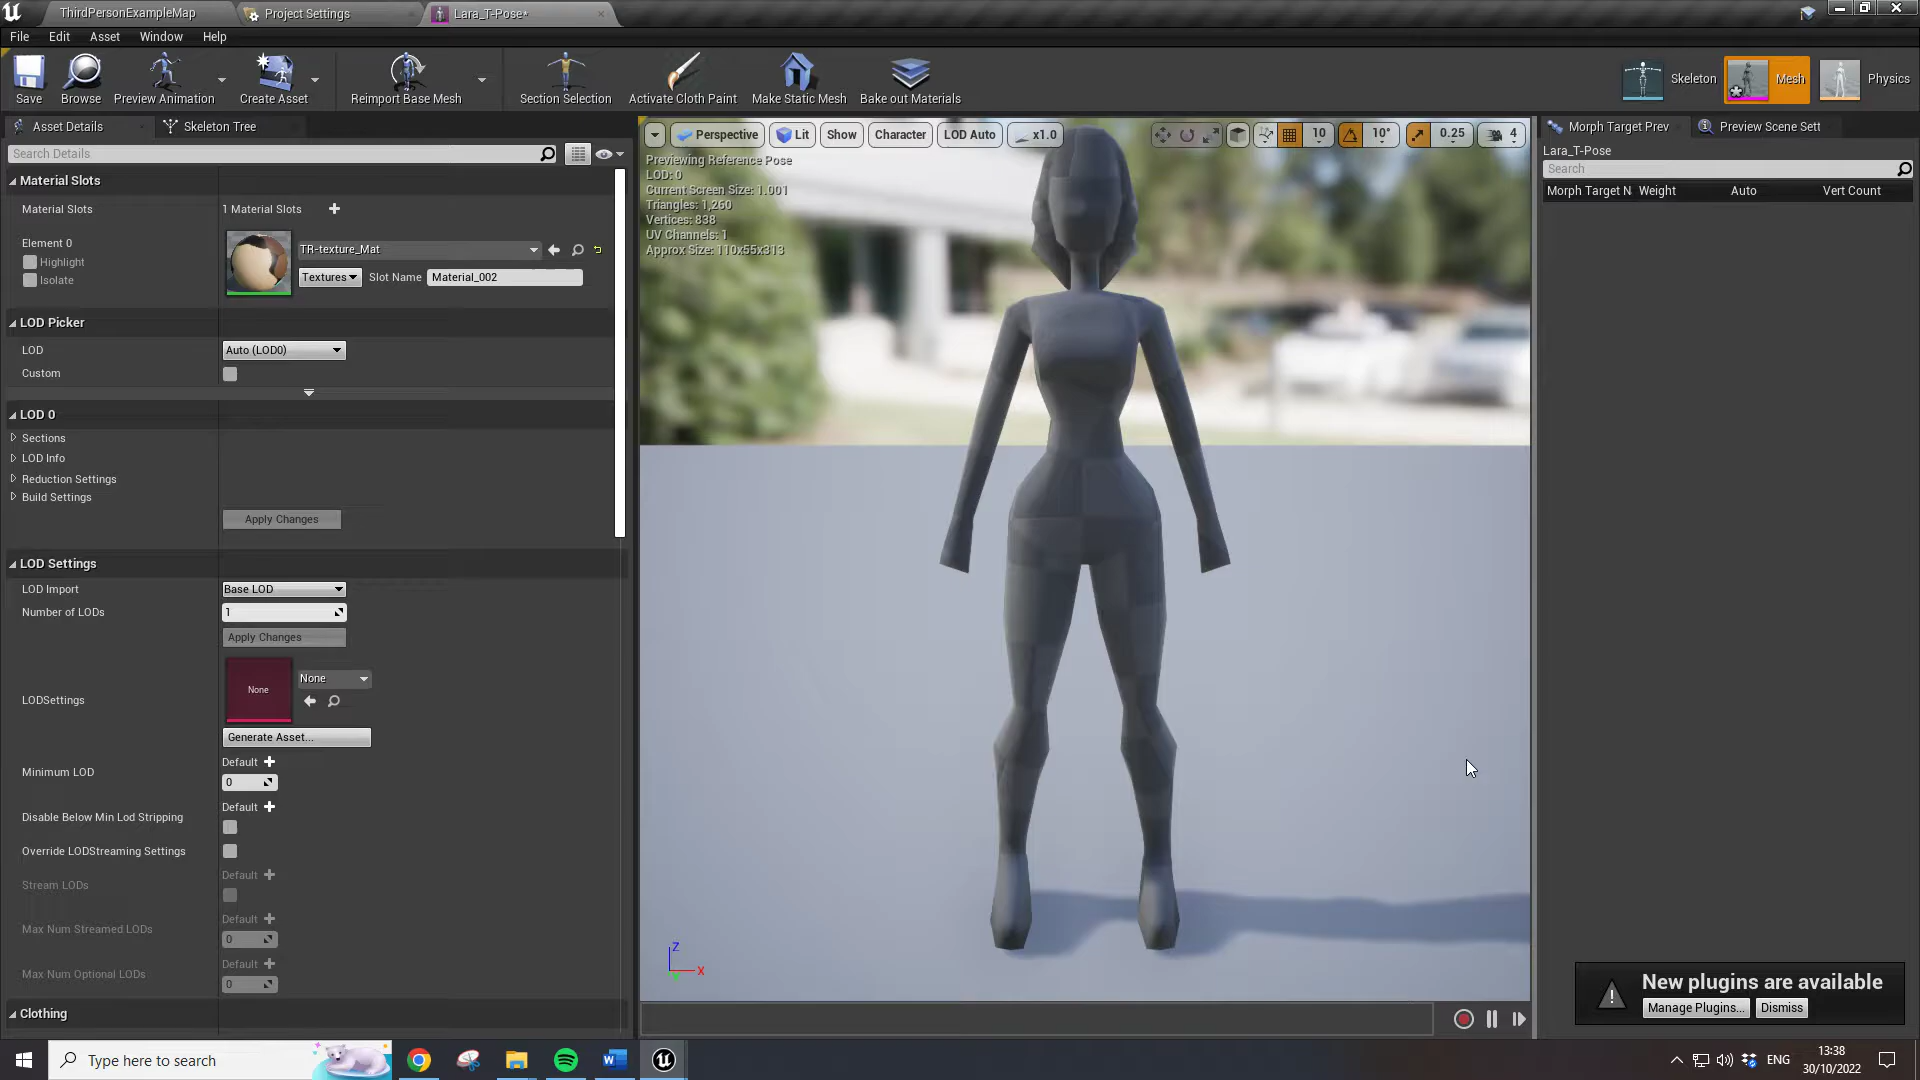 ThirdPersonExampleMap
Project Settings
Lara_T-Pose*
File Edit Asset Window Help
Save
Browse
Preview Animation
Create Asset
Reimport Base Mesh
Section Selection
Activate Cloth Paint
Make Static Mesh
Bake out Materials
Skeleton
Mesh
Physics
Asset Details
Skeleton Tree
Search Details
Material Slots
Material Slots
1 Material Slots
Element 0
Highlight
Isolate
TR-texture_Mat
Textures
Slot Name
Material_002
LOD Picker
LOD
Auto (LOD0)
Custom
LOD 0
Sections
LOD Info
Reduction Settings
Build Settings
Apply Changes
LOD Settings
LOD Import
Base LOD
Number of LODs
1
Apply Changes
LODSettings
None
None
Generate Asset...
Minimum LOD
Default
0
Disable Below Min Lod Stripping
Default
Override LODStreaming Settings
Stream LODs
Default
Max Num Streamed LODs
Default
0
Max Num Optional LODs
Default
0
Clothing
Perspective
Lit
Show
Character
LOD Auto
x1.0
10
10°
0.25
4
Previewing Reference Pose
LOD: 0
Current Screen Size: 1.001
Triangles: 1,260
Vertices: 838
UV Channels: 1
Approx Size: 110x55x313
Z
X
Morph Target Prev
Preview Scene Sett
Lara_T-Pose
Search
Morph Target N Weight Auto Vert Count
New plugins are available
Manage Plugins...
Dismiss
Type here to search
ENG
13:38
30/10/2022